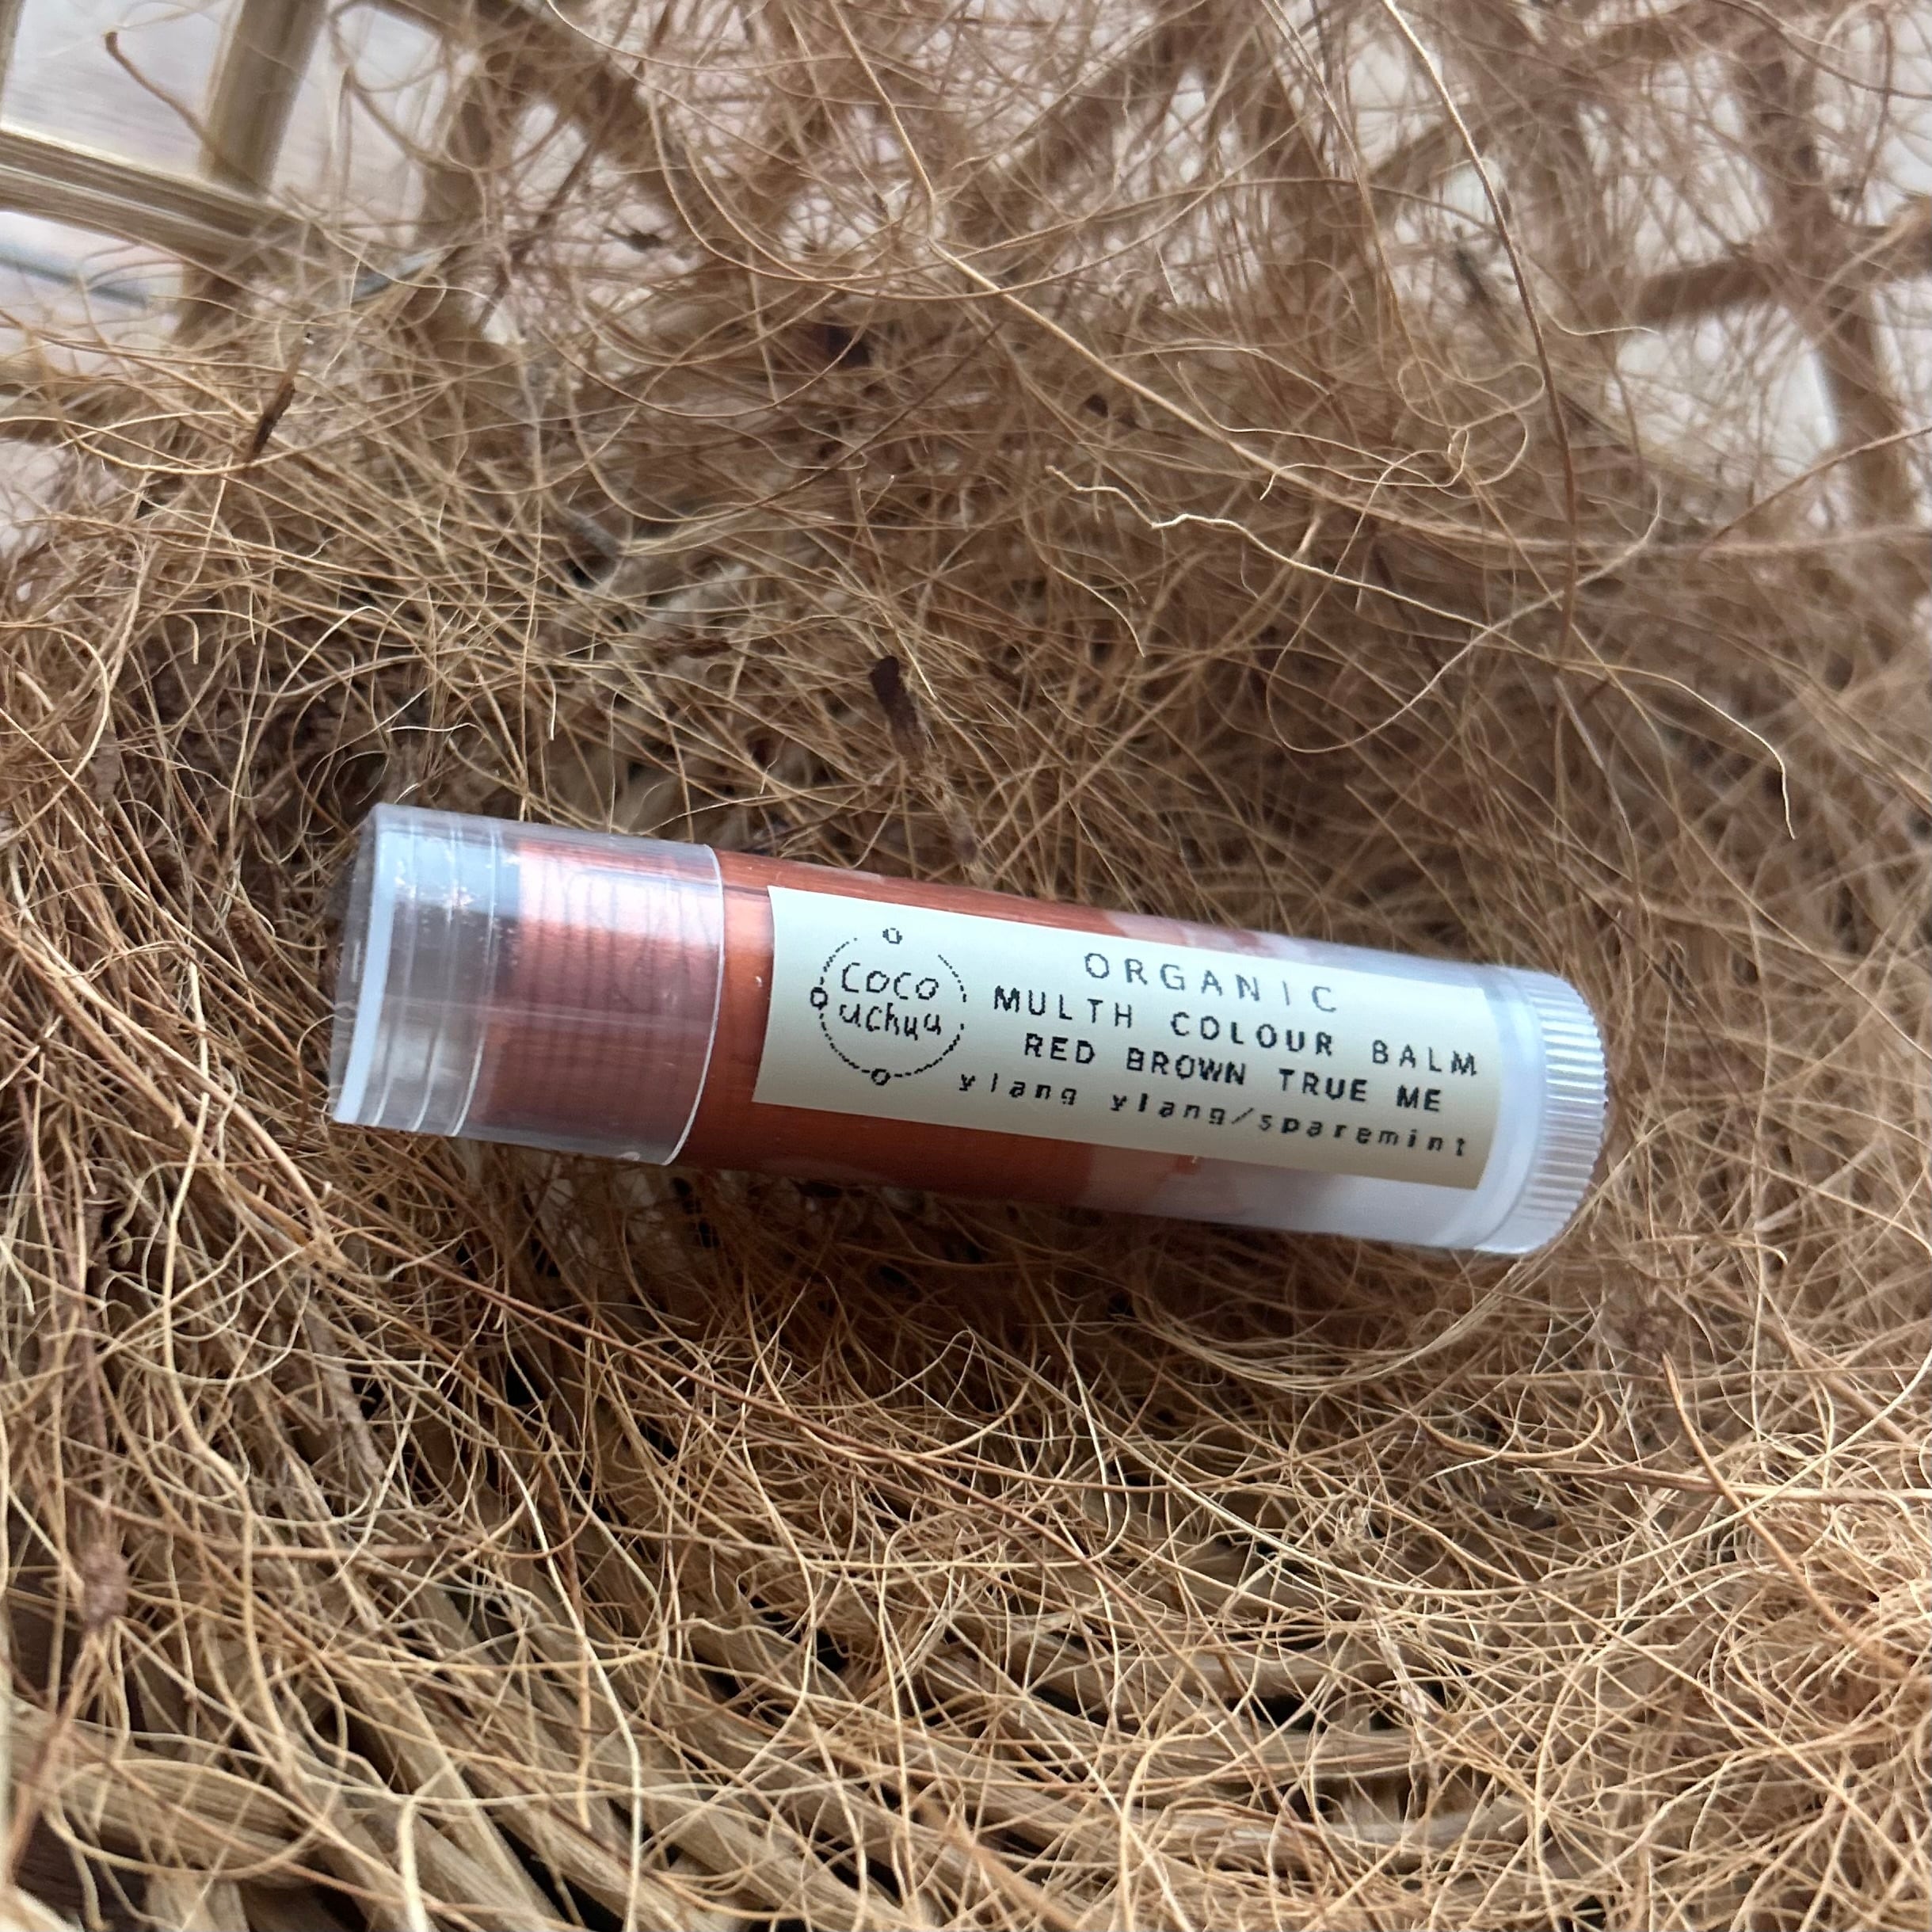 coco
uchuu
ORGANIC
MULTH COLOUR BALM
RED BROWN TRUE ME
ylang ylang/sparemint